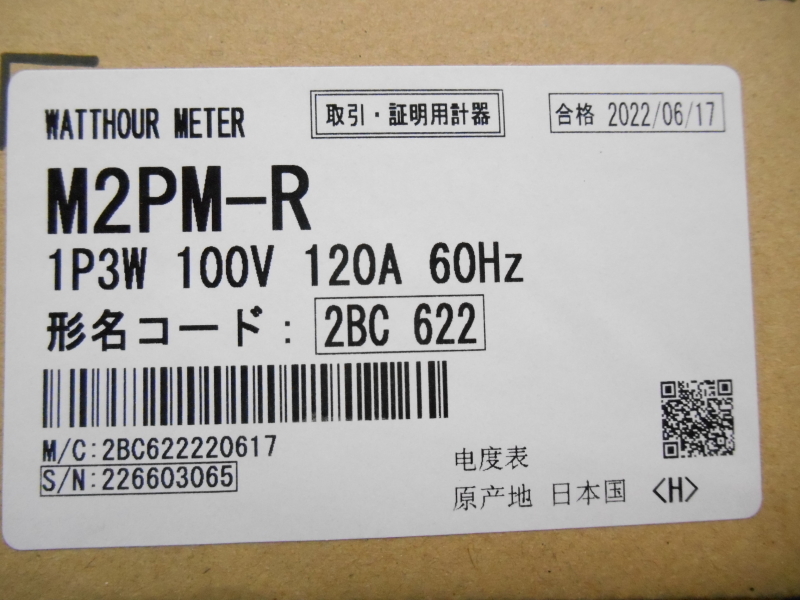 WATTHOUR METER
取引・証明用計器
合格 2022/06/17
M2PM-R
1P3W 100V 120A 60Hz
形名コード: 2BC 622
M/C:2BC622220617
S/N:226603065
电度表
原产地 日本国 <H>